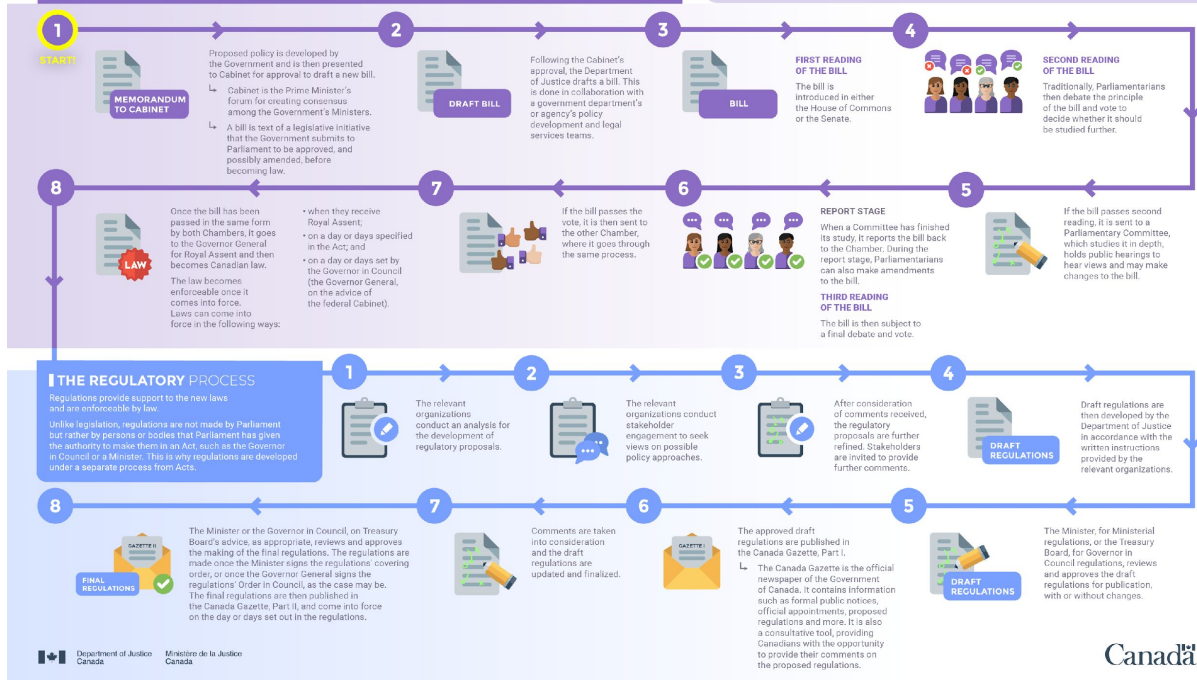 1
START!
MEMORANDUM
TO CABINET
Proposed policy is developed by
the Government and is then presented
to Cabinet for approval to draft a new bill.
↳ Cabinet is the Prime Minister's
forum for creating consensus
among the Government's Ministers.
↳ A bill is text of a legislative initiative
that the Government submits to
Parliament to be approved, and
possibly amended, before
becoming law.
2
DRAFT BILL
Following the Cabinet's
approval, the Department
of Justice drafts a bill. This
is done in collaboration with
a government department's
or agency's policy
development and legal
services teams.
3
BILL
FIRST READING
OF THE BILL
The bill is
introduced in either
the House of Commons
or the Senate.
4
SECOND READING
OF THE BILL
Traditionally, Parliamentarians
then debate the principle
of the bill and vote to
decide whether it should
be studied further.
5
If the bill passes second
reading, it is sent to a
Parliamentary Committee,
which studies it in depth,
holds public hearings to
hear views and may make
changes to the bill.
6
REPORT STAGE
When a Committee has finished
its study, it reports the bill back
to the Chamber. During the
report stage, Parliamentarians
can also make amendments
to the bill.
THIRD READING
OF THE BILL
The bill is then subject to
a final debate and vote.
7
If the bill passes the
vote, it is then sent to
the other Chamber,
where it goes through
the same process.
8
LAW
Once the bill has been
passed in the same form
by both Chambers, it goes
to the Governor General
for Royal Assent and then
becomes Canadian law.
The law becomes
enforceable once it
comes into force.
Laws can come into
force in the following ways:
• when they receive
Royal Assent;
• on a day or days specified
in the Act; and
• on a day or days set by
the Governor in Council
(the Governor General,
on the advice of
the federal Cabinet).
THE REGULATORY PROCESS
Regulations provide support to the new laws
and are enforceable by law.
Unlike legislation, regulations are not made by Parliament
but rather by persons or bodies that Parliament has given
the authority to make them in an Act, such as the Governor
in Council or a Minister. This is why regulations are developed
under a separate process from Acts.
1
The relevant
organizations
conduct an analysis for
the development of
regulatory proposals.
2
The relevant
organizations conduct
stakeholder
engagement to seek
views on possible
policy approaches.
3
After consideration
of comments received,
the regulatory
proposals are further
refined. Stakeholders
are invited to provide
further comments.
4
DRAFT
REGULATIONS
Draft regulations are
then developed by the
Department of Justice
in accordance with the
written instructions
provided by the
relevant organizations.
5
DRAFT
REGULATIONS
The Minister, for Ministerial
regulations, or the Treasury
Board, for Governor in
Council regulations, reviews
and approves the draft
regulations for publication,
with or without changes.
6
GAZETTE I
The approved draft
regulations are published in
the Canada Gazette, Part I.
↳ The Canada Gazette is the official
newspaper of the Government
of Canada. It contains information
such as formal public notices,
official appointments, proposed
regulations and more. It is also
a consultative tool, providing
Canadians with the opportunity
to provide their comments on
the proposed regulations.
7
Comments are taken
into consideration
and the draft
regulations are
updated and finalized.
8
GAZETTE II
FINAL
REGULATIONS
The Minister or the Governor in Council, on Treasury
Board's advice, as appropriate, reviews and approves
the making of the final regulations. The regulations are
made once the Minister signs the regulations' covering
order, or once the Governor General signs the
regulations' Order in Council, as the case may be.
The final regulations are then published in
the Canada Gazette, Part II, and come into force
on the day or days set out in the regulations.
Department of Justice Ministère de la Justice
Canada Canada
Canada